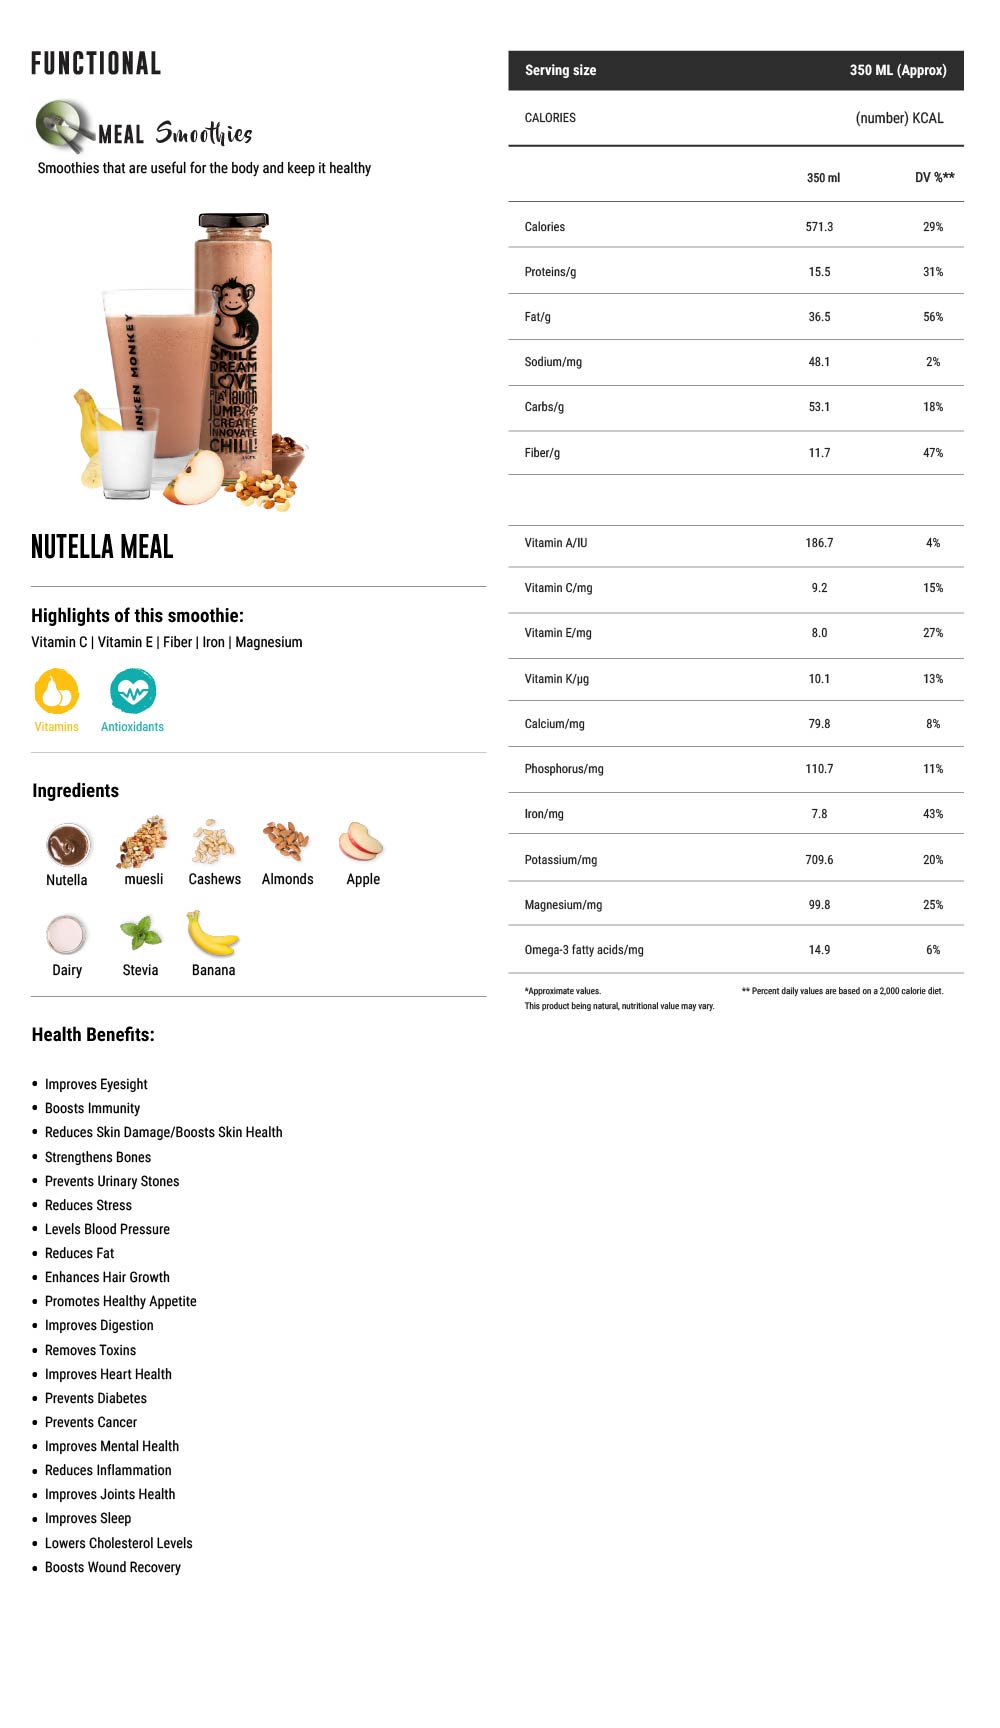 FUNCTIONAL
MEAL Smoothies
Smoothies that are useful for the body and keep it healthy
UNKEN MONKEY
SMILE
DREAM
LOVE
PLAY laugh
JUMP
CREATE
INNOVATE
CHILL!
NUTELLA MEAL
Highlights of this smoothie:
Vitamin C | Vitamin E | Fiber | Iron | Magnesium
Vitamins Antioxidants
Ingredients
Nutella muesli Cashews Almonds Apple
Dairy Stevia Banana
Health Benefits:
• Improves Eyesight
• Boosts Immunity
• Reduces Skin Damage/Boosts Skin Health
• Strengthens Bones
• Prevents Urinary Stones
• Reduces Stress
• Levels Blood Pressure
• Reduces Fat
• Enhances Hair Growth
• Promotes Healthy Appetite
• Improves Digestion
• Removes Toxins
• Improves Heart Health
• Prevents Diabetes
• Prevents Cancer
• Improves Mental Health
• Reduces Inflammation
• Improves Joints Health
• Improves Sleep
• Lowers Cholesterol Levels
• Boosts Wound Recovery
Serving size 350 ML (Approx)
CALORIES (number) KCAL
350 ml DV %**
Calories 571.3 29%
Proteins/g 15.5 31%
Fat/g 36.5 56%
Sodium/mg 48.1 2%
Carbs/g 53.1 18%
Fiber/g 11.7 47%
Vitamin A/IU 186.7 4%
Vitamin C/mg 9.2 15%
Vitamin E/mg 8.0 27%
Vitamin K/µg 10.1 13%
Calcium/mg 79.8 8%
Phosphorus/mg 110.7 11%
Iron/mg 7.8 43%
Potassium/mg 709.6 20%
Magnesium/mg 99.8 25%
Omega-3 fatty acids/mg 14.9 6%
*Approximate values. ** Percent daily values are based on a 2,000 calorie diet.
This product being natural, nutritional value may vary.